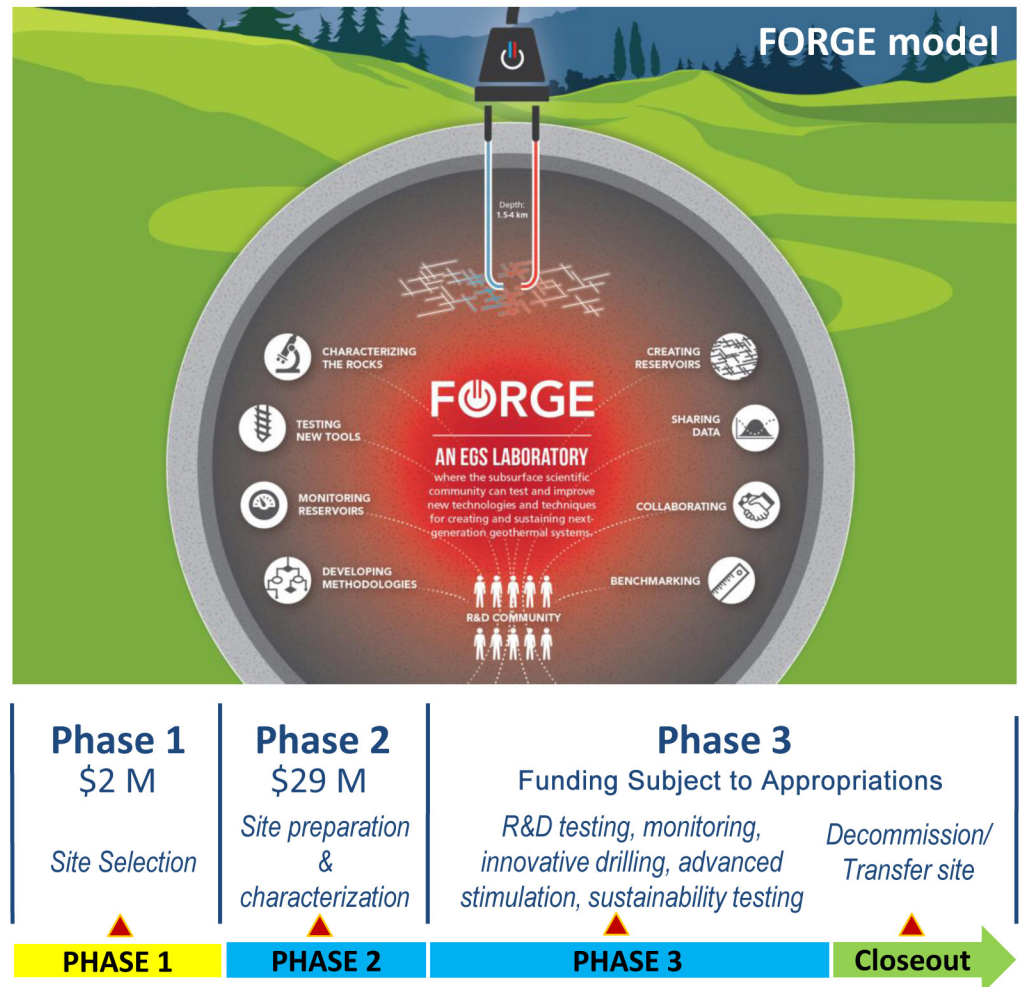 FORGE model
Depth:
1.5-4 km
CHARACTERIZING
THE ROCKS
TESTING
NEW TOOLS
MONITORING
RESERVOIRS
DEVELOPING
METHODOLOGIES
FORGE
AN EGS LABORATORY
where the subsurface scientific
community can test and improve
new technologies and techniques
for creating and sustaining next-
generation geothermal systems.
CREATING
RESERVOIRS
SHARING
DATA
COLLABORATING
BENCHMARKING
R&D COMMUNITY
Phase 1
$2 M
Site Selection
Phase 2
$29 M
Site preparation
&
characterization
Phase 3
Funding Subject to Appropriations
R&D testing, monitoring,
innovative drilling, advanced
stimulation, sustainability testing
Decommission/
Transfer site
PHASE 1
PHASE 2
PHASE 3
Closeout